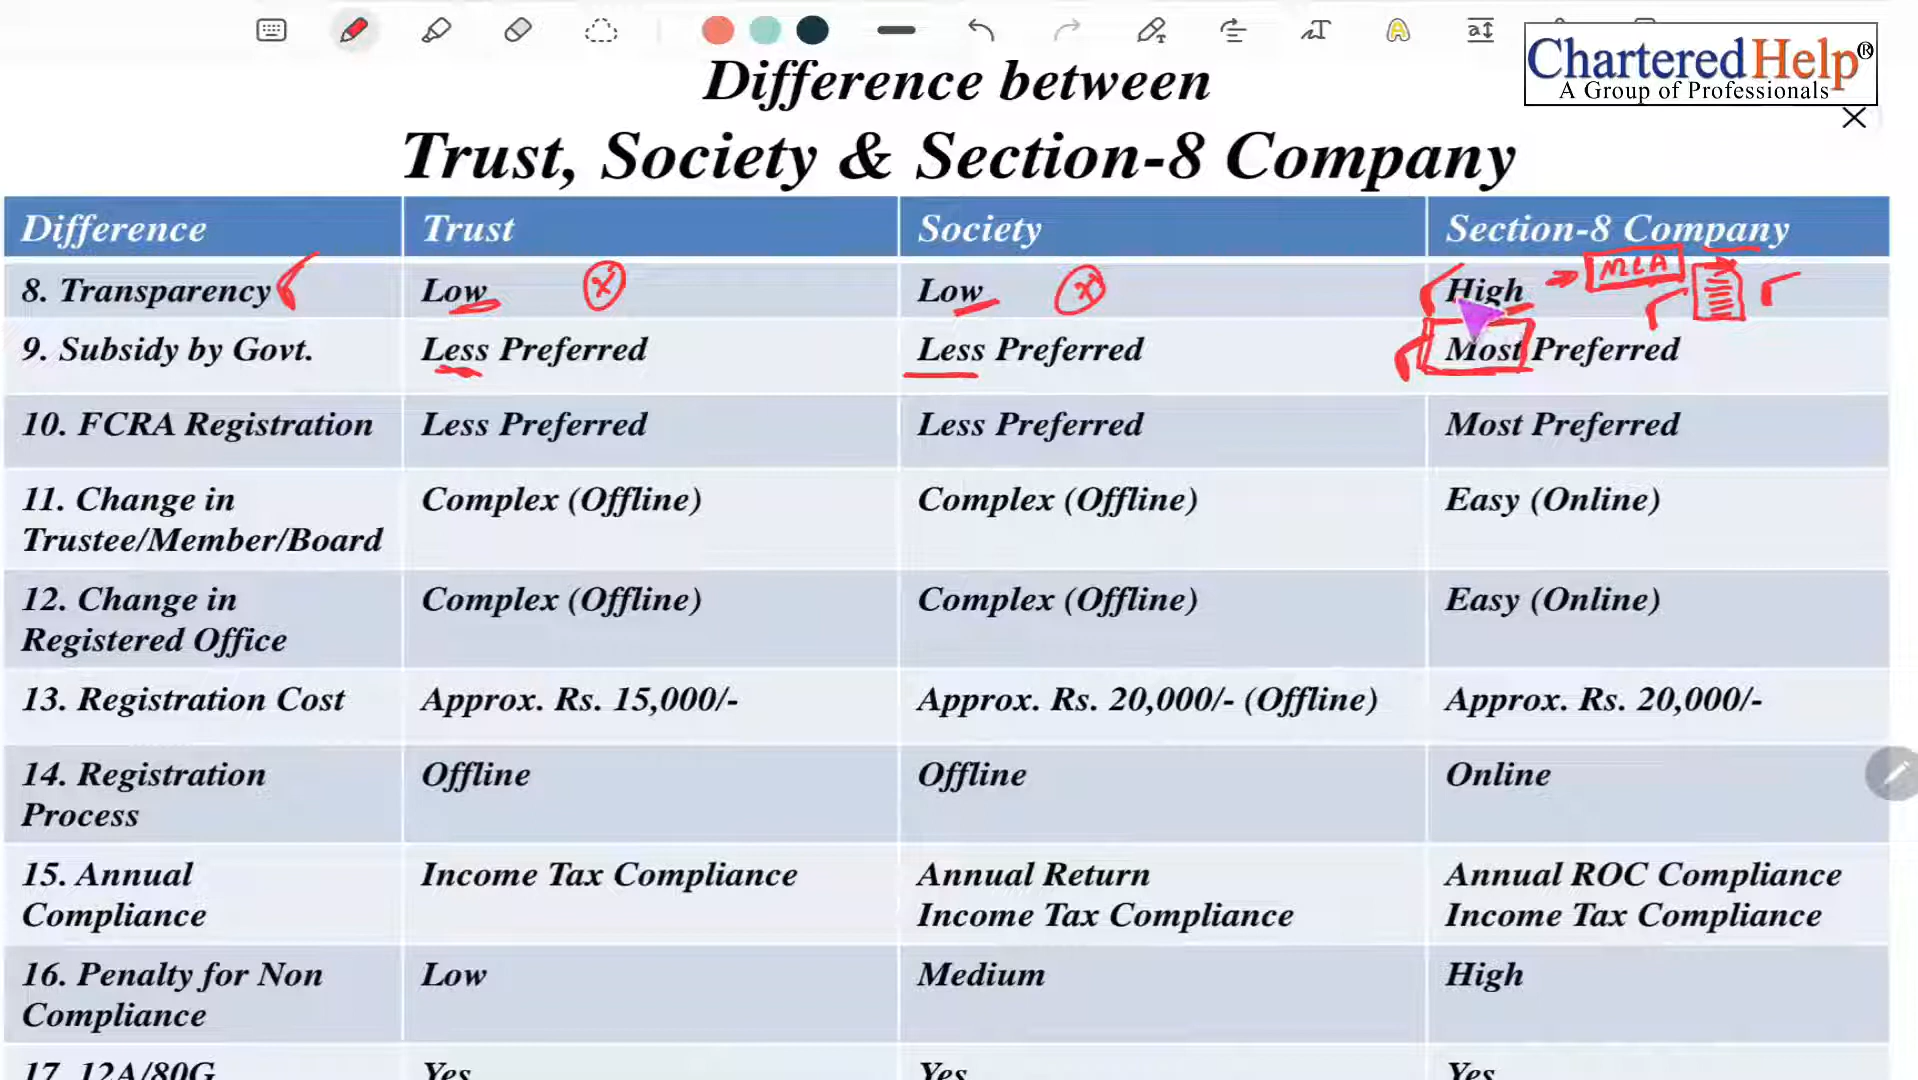 CharteredHelp®
A Group of Professionals
Difference between
Trust, Society & Section-8 Company
Difference Trust Society Section-8 Company
8. Transparency Low Low High MCA
9. Subsidy by Govt. Less Preferred Less Preferred Most Preferred
10. FCRA Registration Less Preferred Less Preferred Most Preferred
11. Change in Complex (Offline) Complex (Offline) Easy (Online)
Trustee/Member/Board
12. Change in Complex (Offline) Complex (Offline) Easy (Online)
Registered Office
13. Registration Cost Approx. Rs. 15,000/- Approx. Rs. 20,000/- (Offline) Approx. Rs. 20,000/-
14. Registration Offline Offline Online
Process
15. Annual Income Tax Compliance Annual Return Annual ROC Compliance
Compliance Income Tax Compliance Income Tax Compliance
16. Penalty for Non Low Medium High
Compliance
17. 12A/80G Yes Yes Yes